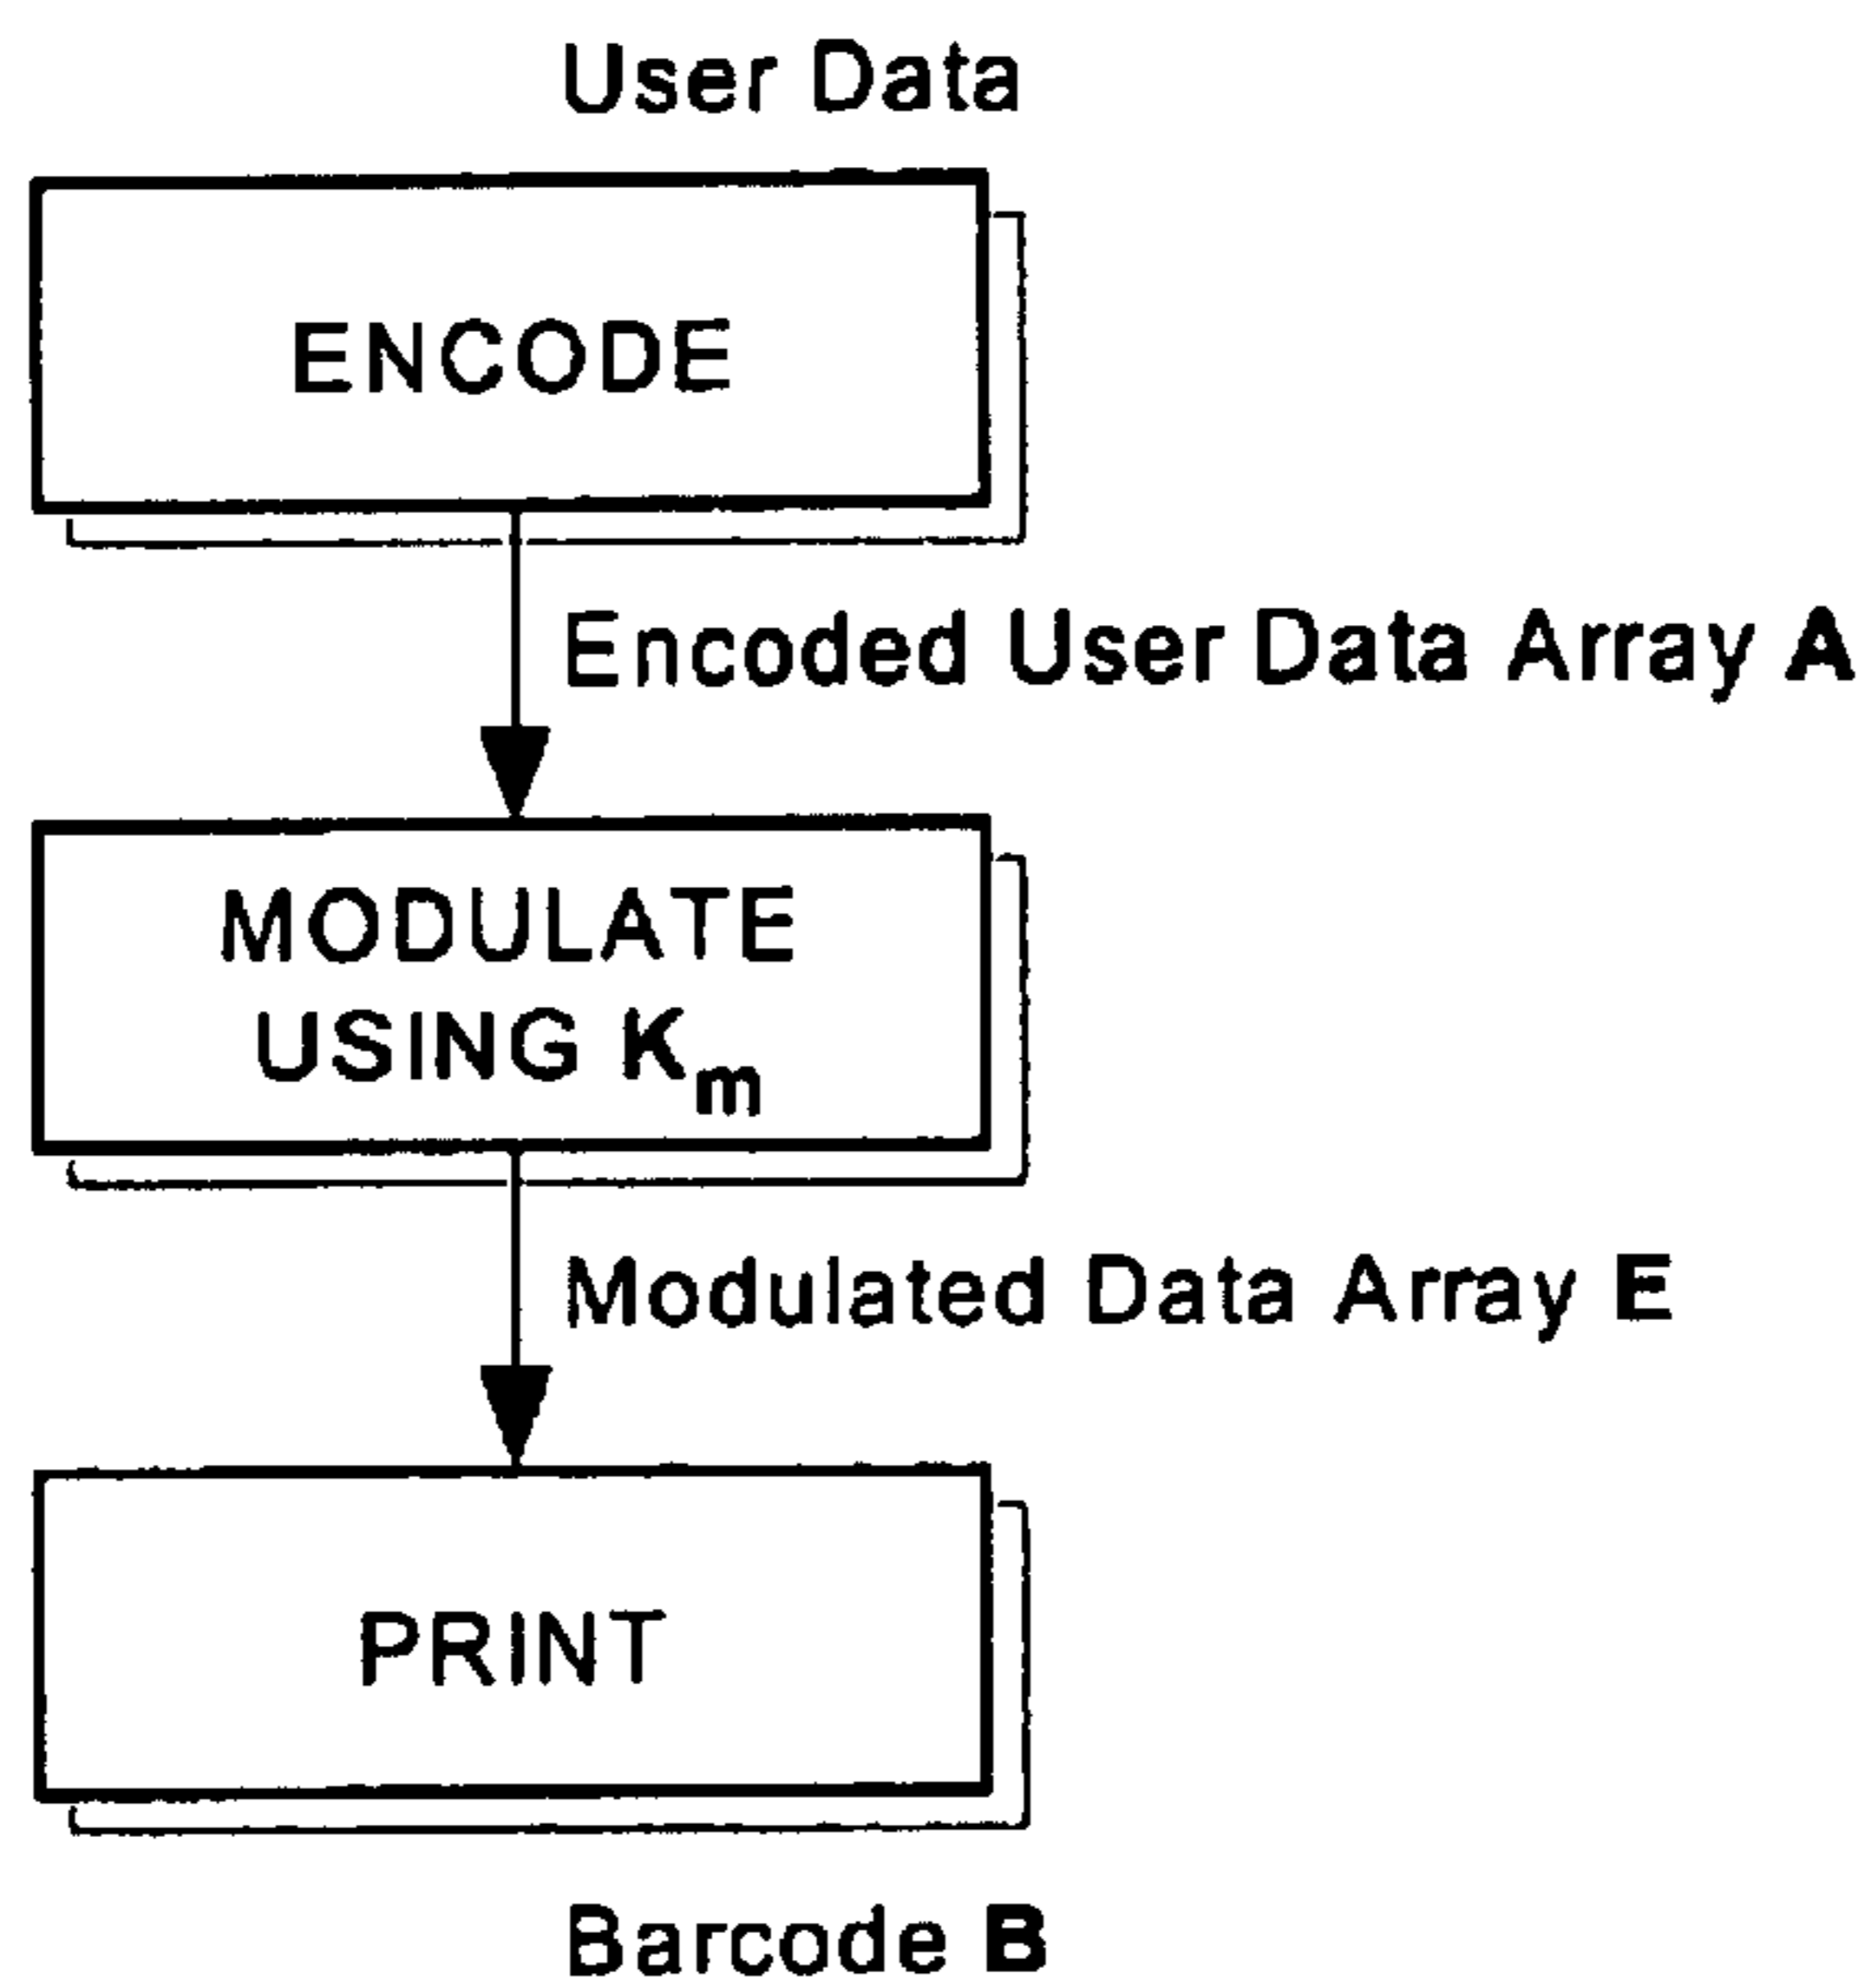 User Data
ENCODE
Encoded User Data Array A
MODULATE
USING Km
Modulated Data Array E
PRINT
Barcode B